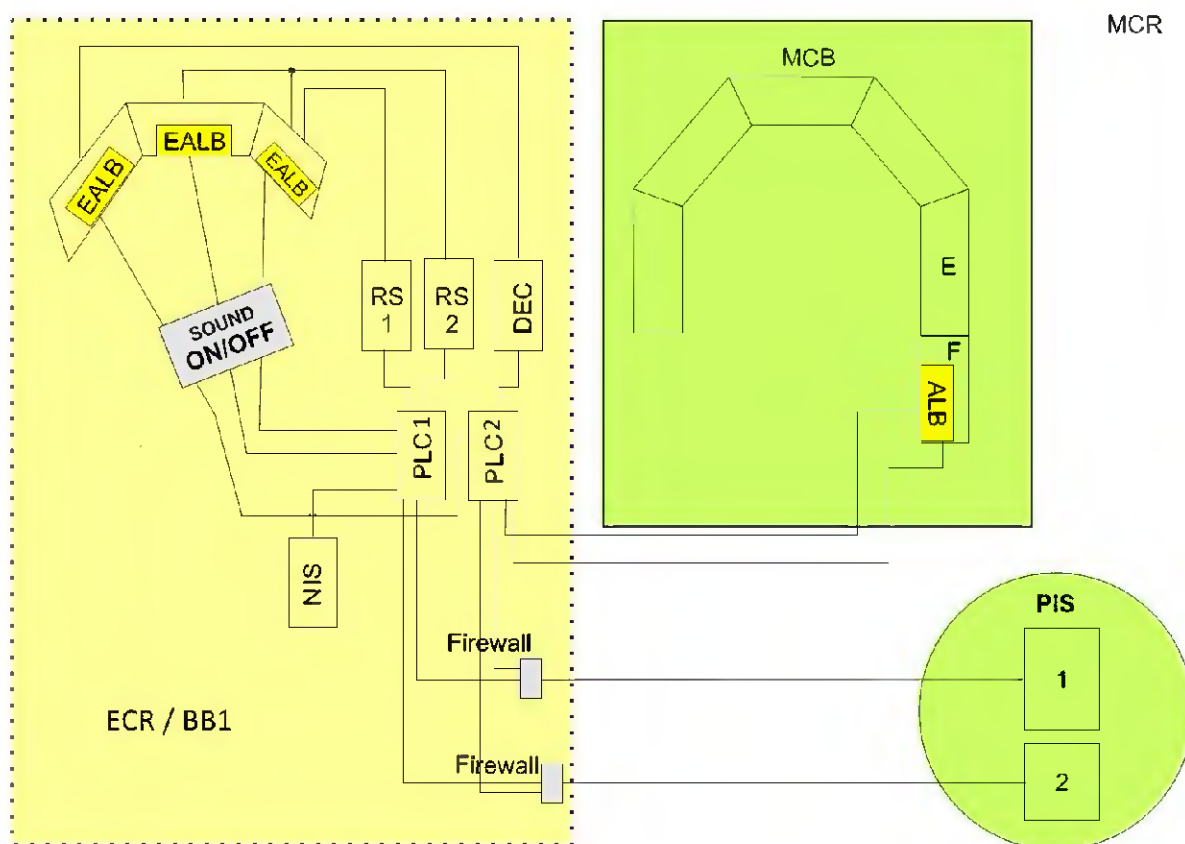 MCR
MCB
EALB
EALB
EALB
E
RS
1
RS
2
DEC
SOUND
ON/OFF
F
ALB
PLC1
PLC2
NIS
PIS
Firewall
1
ECR / BB1
Firewall
2